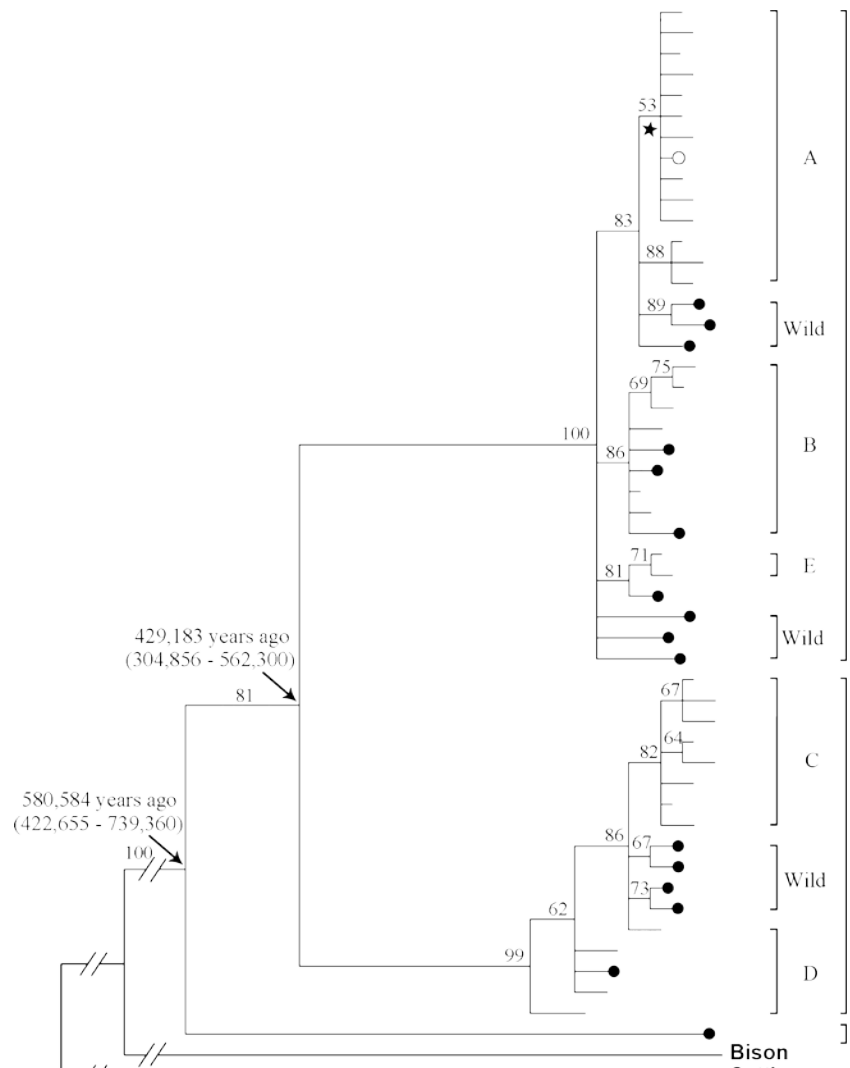 53
A
83
88
89
Wild
75
69
B
100
86
71
E
81
Wild
429,183 years ago
(304,856 - 562,300)
81
67
64
C
82
580,584 years ago
(422,655 - 739,360)
86
67
100
Wild
73
62
99
D
Bison